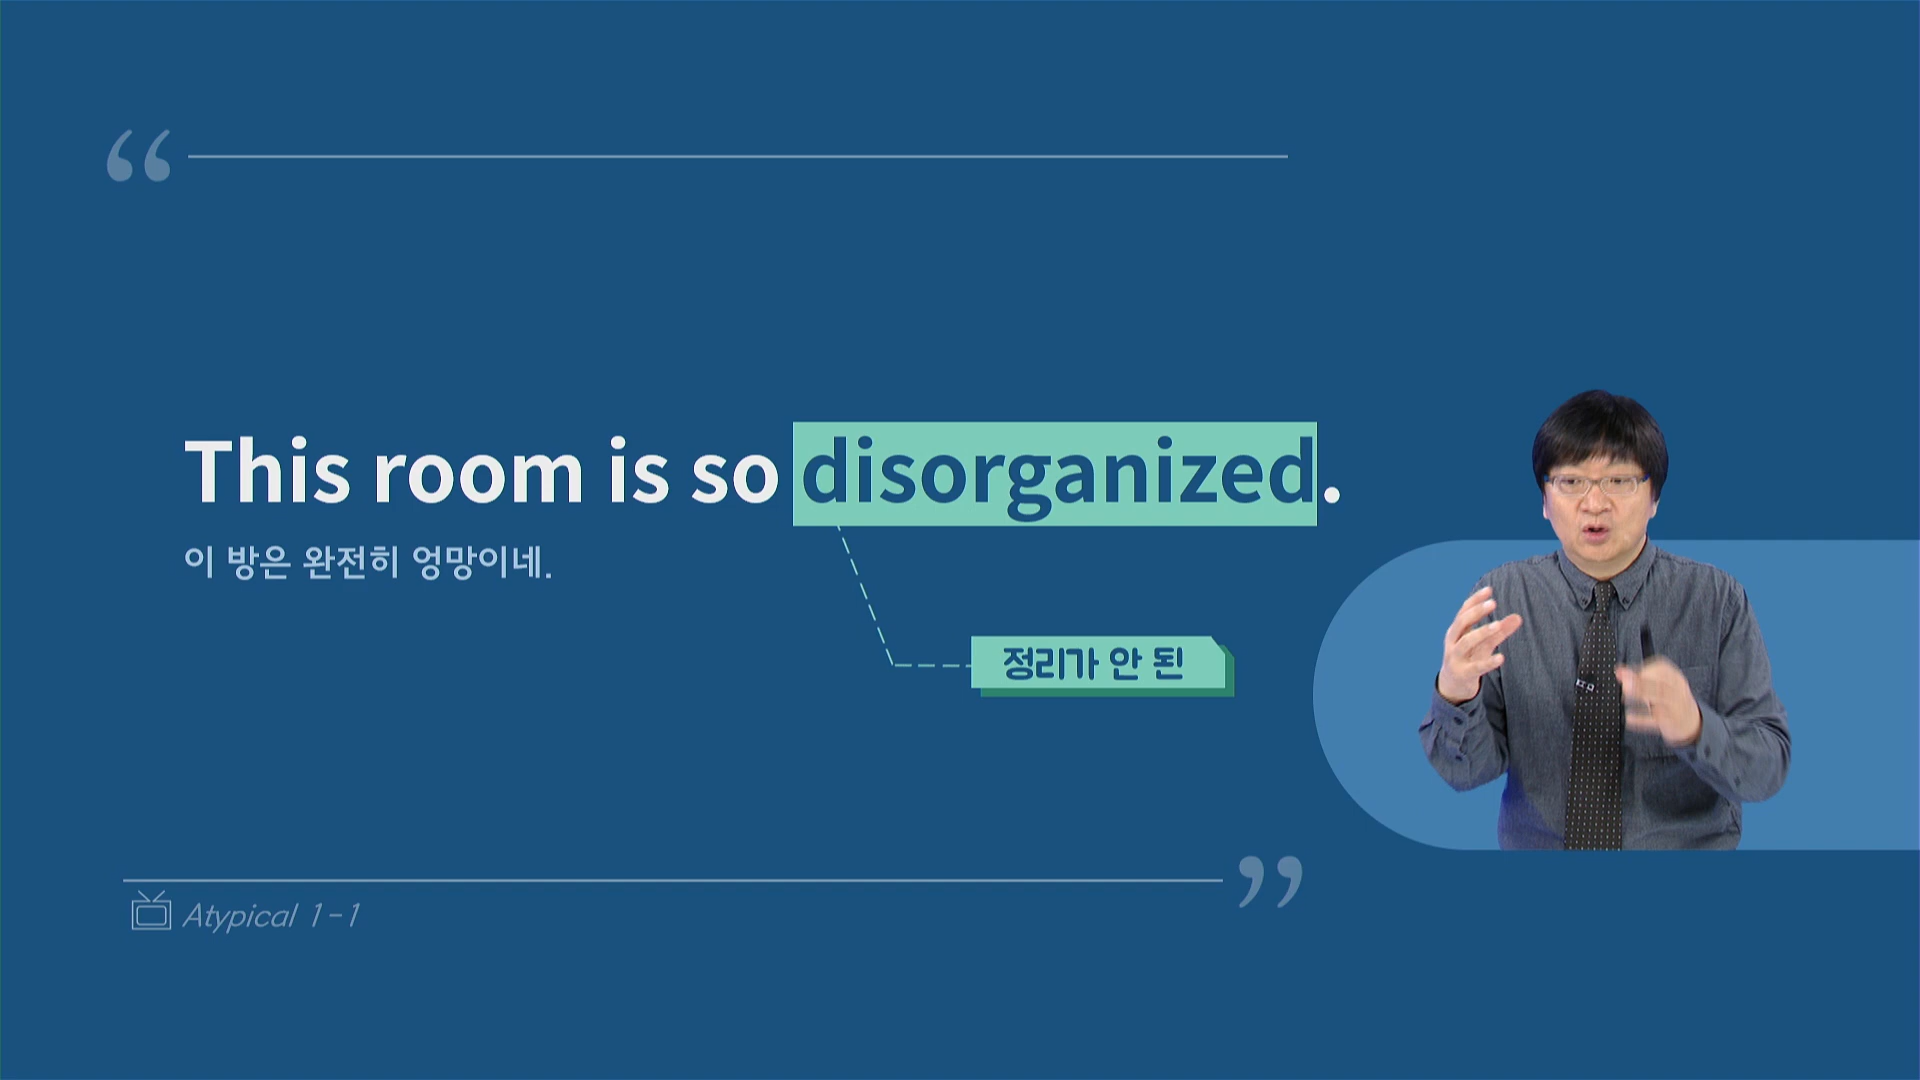 This room is so disorganized.
이 방은 완전히 엉망이네.
정리가 안 된
Atypical 1-1